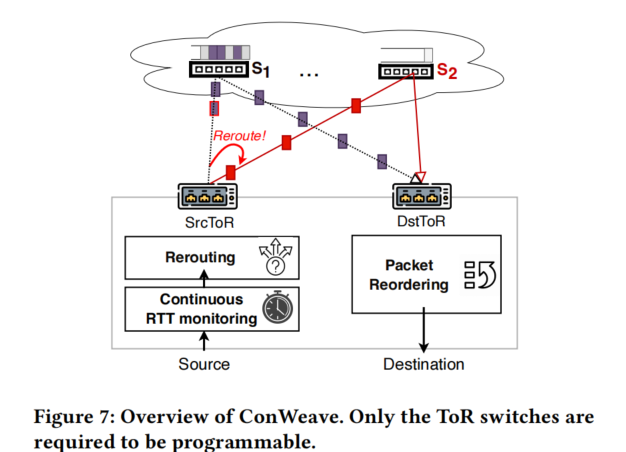 S1
...
S2
Reroute!
SrcToR
DstToR
Rerouting
?
Packet
Reordering
Continuous
RTT monitoring
Source
Destination
Figure 7: Overview of ConWeave. Only the ToR switches are
required to be programmable.